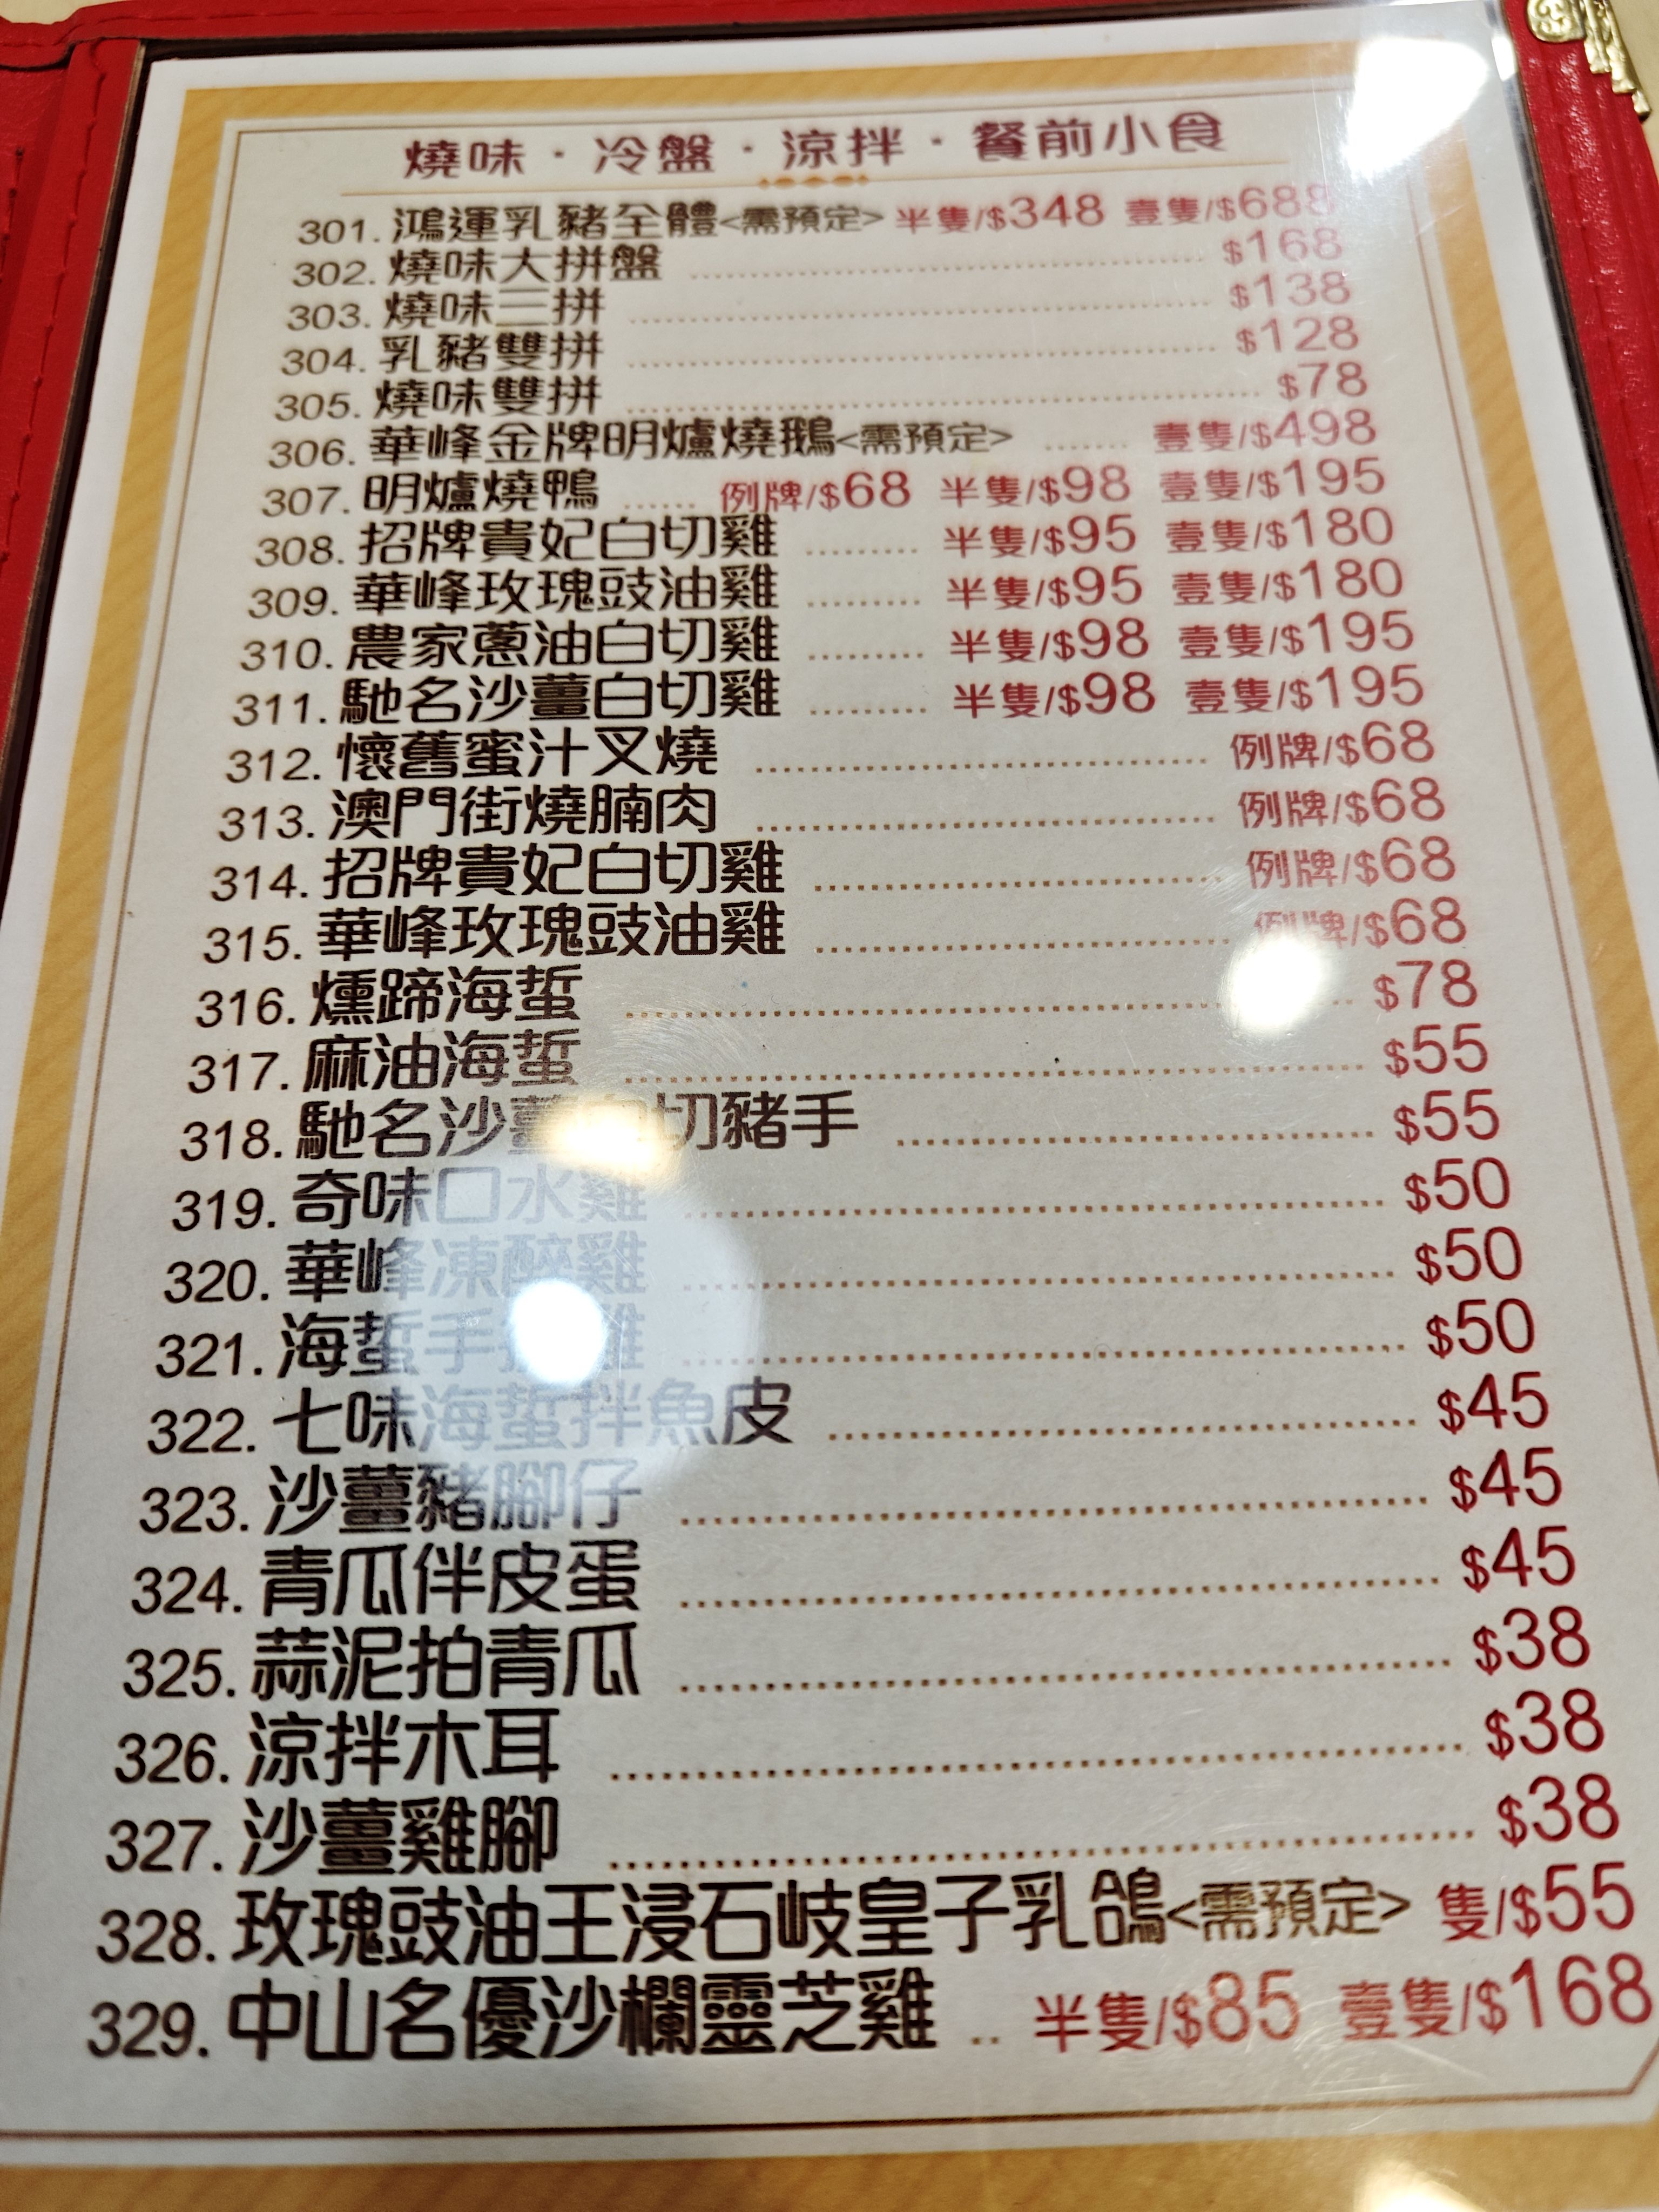 燒味·冷盤·涼拌·餐前小食
301. 鴻運乳豬全體<需預定> 半隻/$348 壹隻/$688
302. 燒味大拼盤 $168
303. 燒味三拼 $138
304. 乳豬雙拼 $128
305. 燒味雙拼 $78
306. 華峰金牌明爐燒鵝<需預定> 壹隻/$498
307. 明爐燒鴨 例牌/$68 半隻/$98 壹隻/$195
308. 招牌貴妃白切雞 半隻/$95 壹隻/$180
309. 華峰玫瑰豉油雞 半隻/$95 壹隻/$180
310. 農家蔥油白切雞 半隻/$98 壹隻/$195
311. 馳名沙薑白切雞 半隻/$98 壹隻/$195
312. 懷舊蜜汁叉燒 例牌/$68
313. 澳門街燒腩肉 例牌/$68
314. 招牌貴妃白切雞 例牌/$68
315. 華峰玫瑰豉油雞 例牌/$68
316. 燻蹄海蜇 $78
317. 麻油海蜇 $55
318. 馳名沙薑白切豬手 $55
319. 奇味口水雞 $50
320. 華峰凍醉雞 $50
321. 海蜇手雞 $50
322. 七味海蜇拌魚皮 $45
323. 沙薑豬腳仔 $45
324. 青瓜伴皮蛋 $45
325. 蒜泥拍青瓜 $38
326. 涼拌木耳 $38
327. 沙薑雞腳 $38
328. 玫瑰豉油王浸石岐皇子乳鴿<需預定> 隻/$55
329. 中山名優沙欄靈芝雞 半隻/$85 壹隻/$168